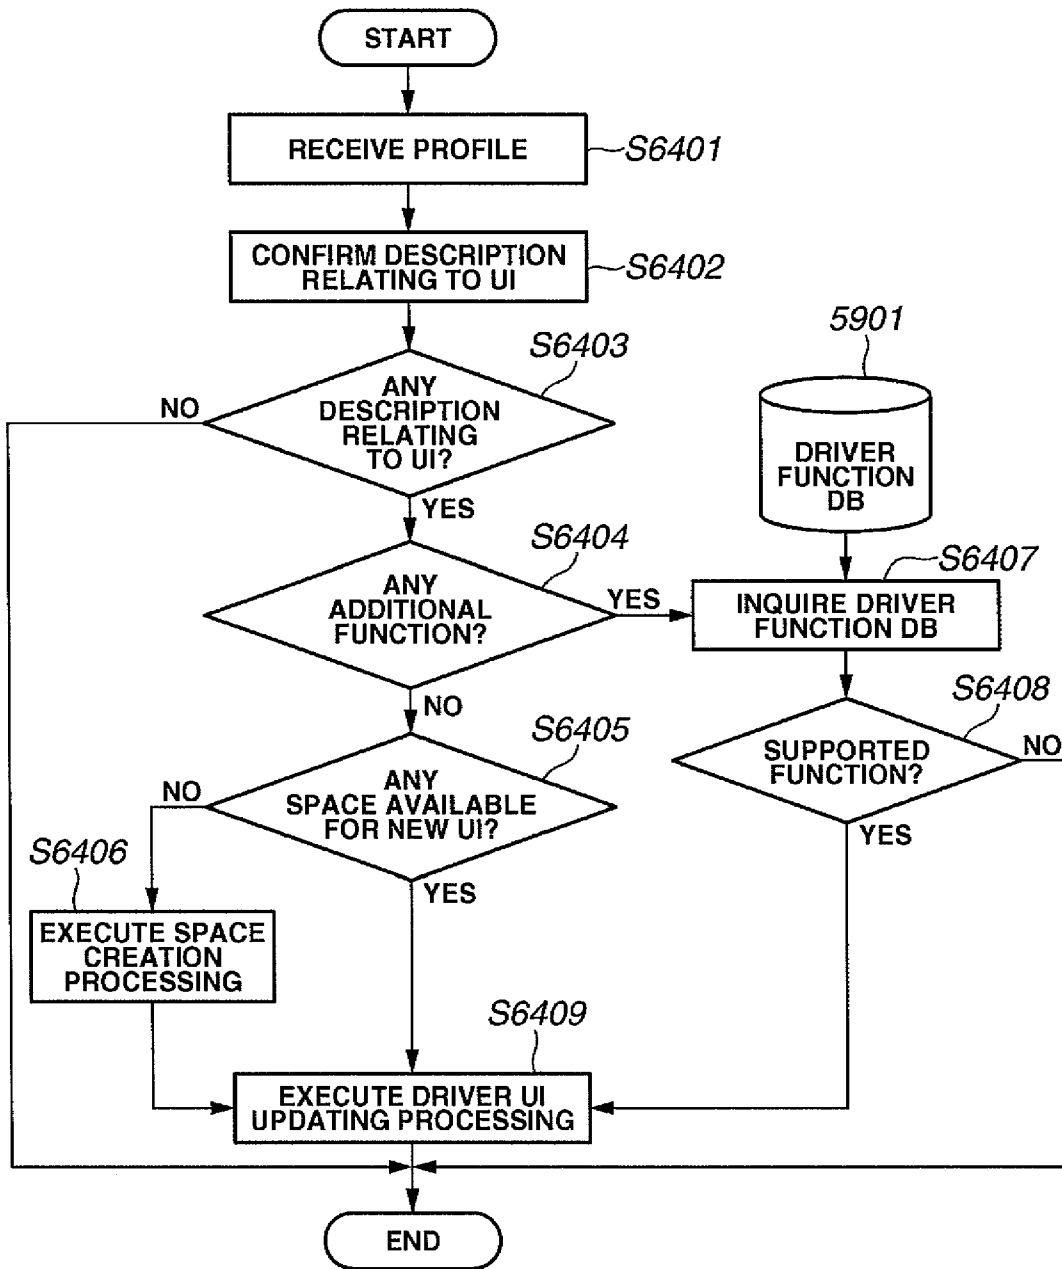 START
RECEIVE PROFILE
S6401
CONFIRM DESCRIPTION
RELATING TO UI
S6402
S6403
ANY
DESCRIPTION
RELATING
TO UI?
NO
YES
5901
DRIVER
FUNCTION
DB
S6404
ANY
ADDITIONAL
FUNCTION?
YES
NO
S6407
INQUIRE DRIVER
FUNCTION DB
S6408
SUPPORTED
FUNCTION?
NO
YES
S6405
ANY
SPACE AVAILABLE
FOR NEW UI?
NO
YES
S6406
EXECUTE SPACE
CREATION
PROCESSING
S6409
EXECUTE DRIVER UI
UPDATING PROCESSING
END